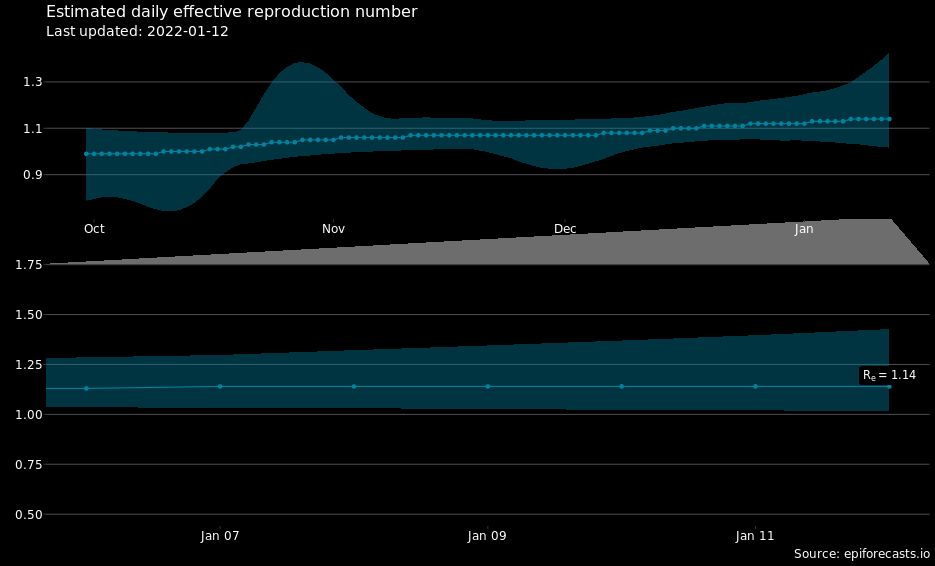 Estimated daily effective reproduction number
Last updated: 2022-01-12
1.3
1.1
0.9
Oct Nov Dec Jan
1.75
1.50
1.25
Re = 1.14
1.00
0.75
0.50
Jan 07 Jan 09 Jan 11
Source: epiforecasts.io